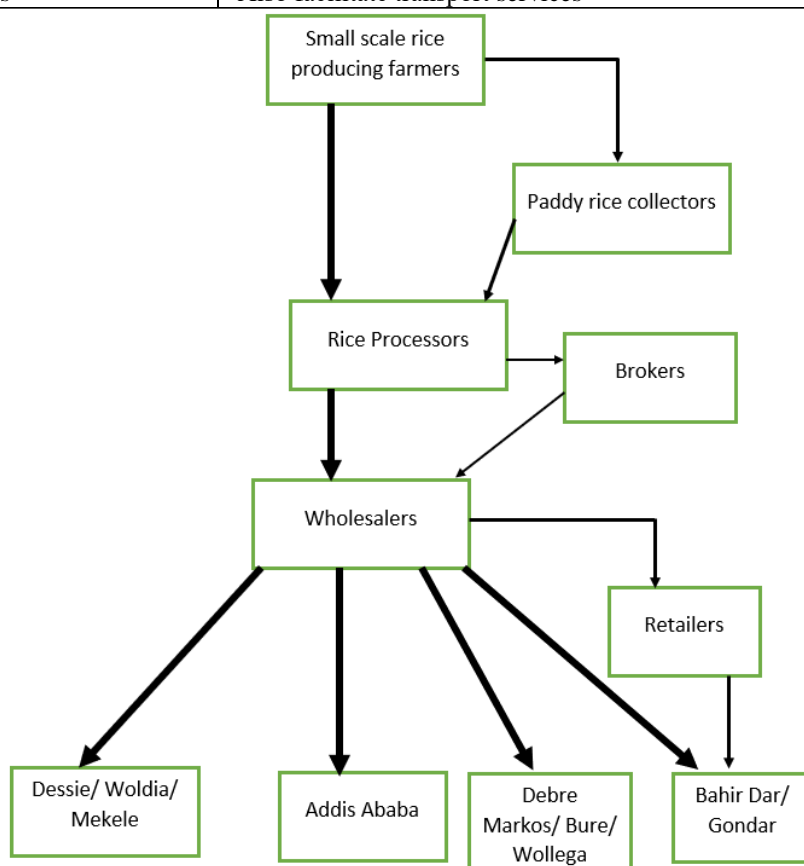 Small scale rice
producing farmers
Paddy rice collectors
Rice Processors
Brokers
Wholesalers
Retailers
Dessie/ Woldia/
Mekele
Addis Ababa
Debre
Markos/ Bure/
Wollega
Bahir Dar/
Gondar